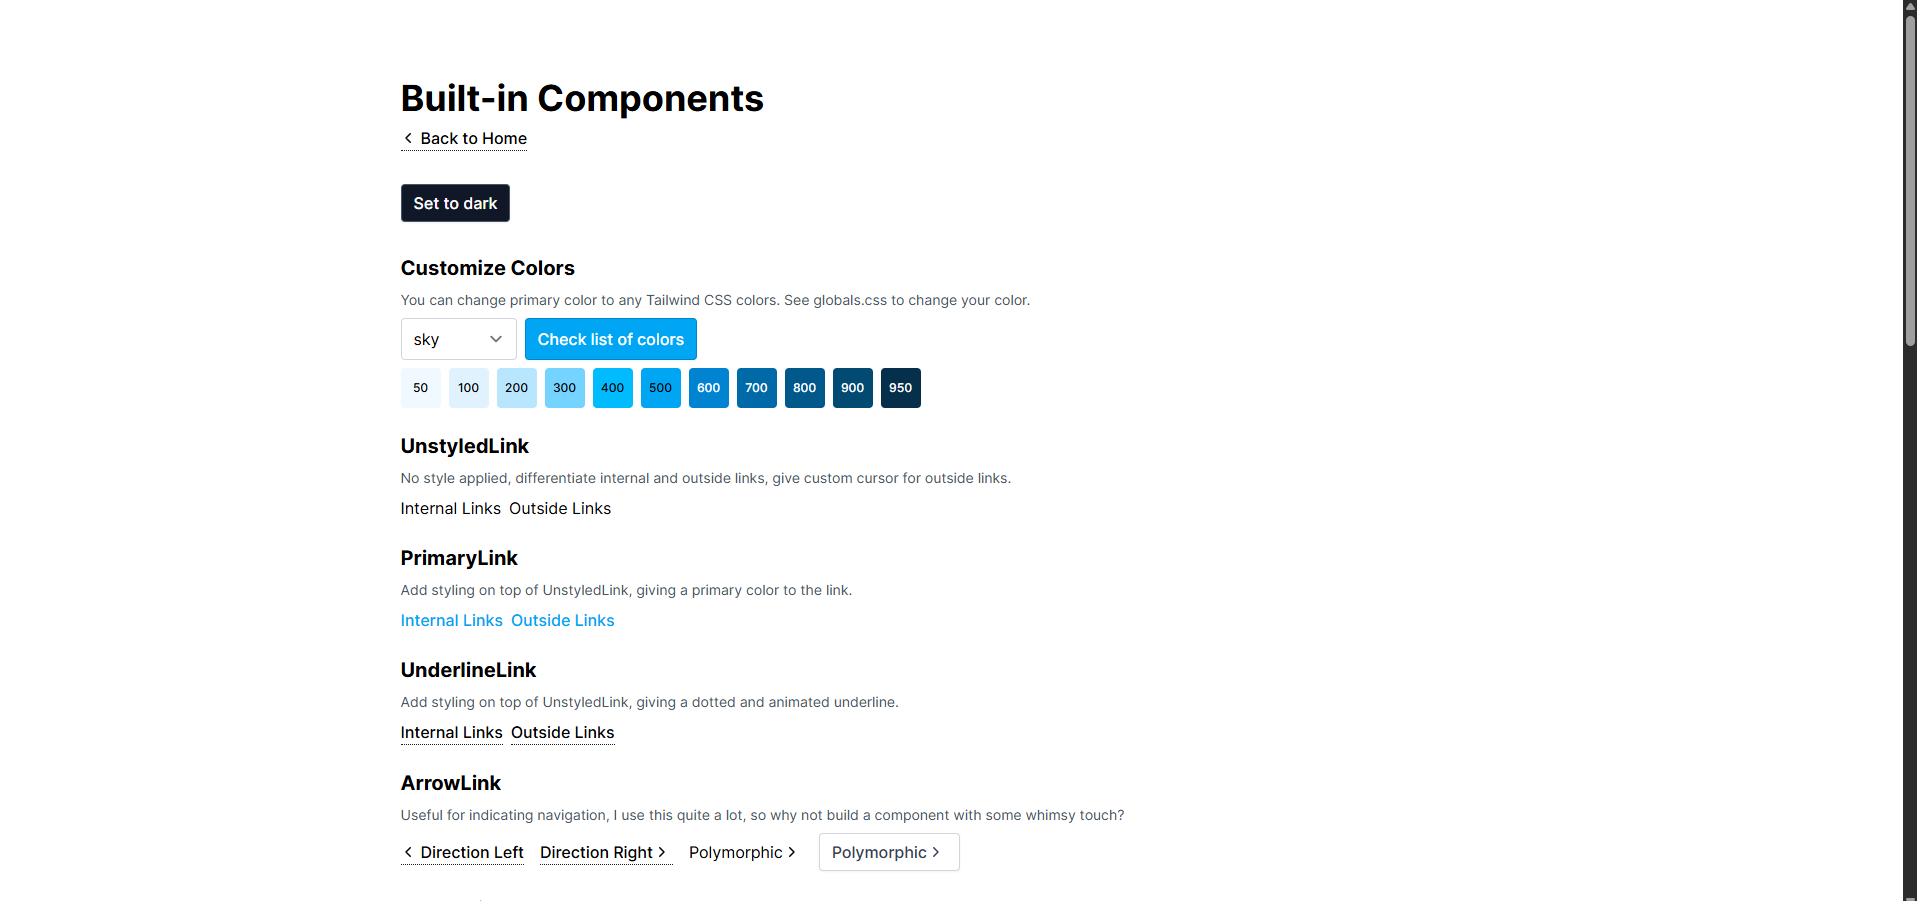 Built-in Components
Back to Home
Set to dark
Customize Colors
You can change primary color to any Tailwind CSS colors. See globals.css to change your color.
sky Check list of colors
50 100 200 300 400 500 600 700 800 900 950
UnstyledLink
No style applied, differentiate internal and outside links, give custom cursor for outside links.
Internal Links Outside Links
PrimaryLink
Add styling on top of UnstyledLink, giving a primary color to the link.
Internal Links Outside Links
UnderlineLink
Add styling on top of UnstyledLink, giving a dotted and animated underline.
Internal Links Outside Links
ArrowLink
Useful for indicating navigation, I use this quite a lot, so why not build a component with some whimsy touch?
Direction Left Direction Right Polymorphic Polymorphic